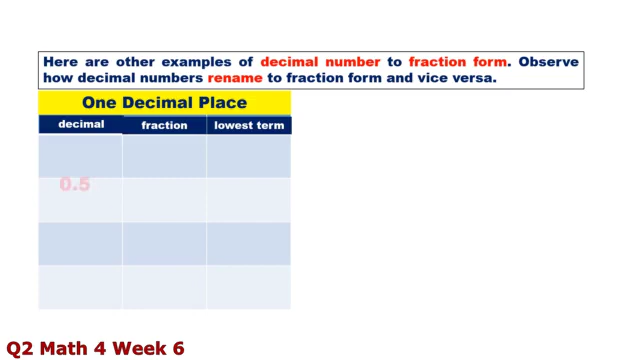 Here are other examples of decimal number to fraction form. Observe
how decimal numbers rename to fraction form and vice versa.
One Decimal Place
decimal fraction lowest term
0.5
Q2 Math 4 Week 6